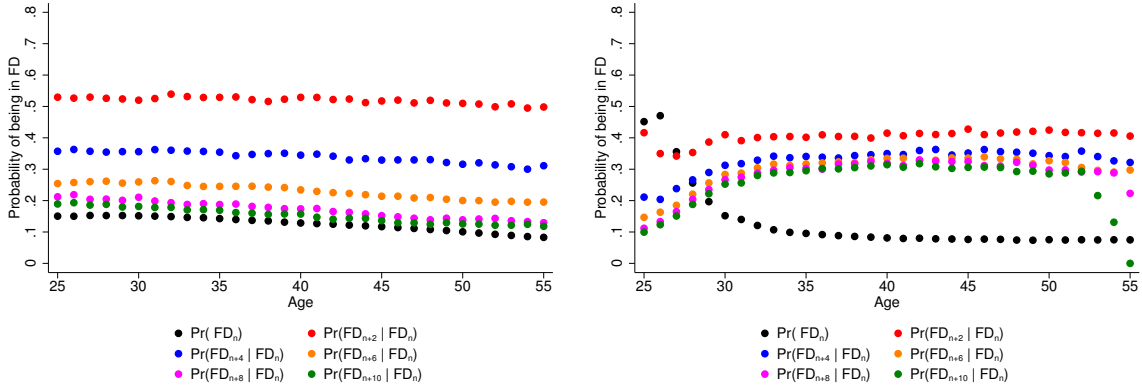 Probability of being in FD
.8
.7
.6
.5
.4
.3
.2
.1
0
25 30 35 40 45 50 55
Age
Pr( FDₙ) Pr(FDₙ₊₂ | FDₙ)
Pr(FDₙ₊₄ | FDₙ) Pr(FDₙ₊₆ | FDₙ)
Pr(FDₙ₊₈ | FDₙ) Pr(FDₙ₊₁₀ | FDₙ)
Probability of being in FD
.8
.7
.6
.5
.4
.3
.2
.1
0
25 30 35 40 45 50 55
Age
Pr( FDₙ) Pr(FDₙ₊₂ | FDₙ)
Pr(FDₙ₊₄ | FDₙ) Pr(FDₙ₊₆ | FDₙ)
Pr(FDₙ₊₈ | FDₙ) Pr(FDₙ₊₁₀ | FDₙ)